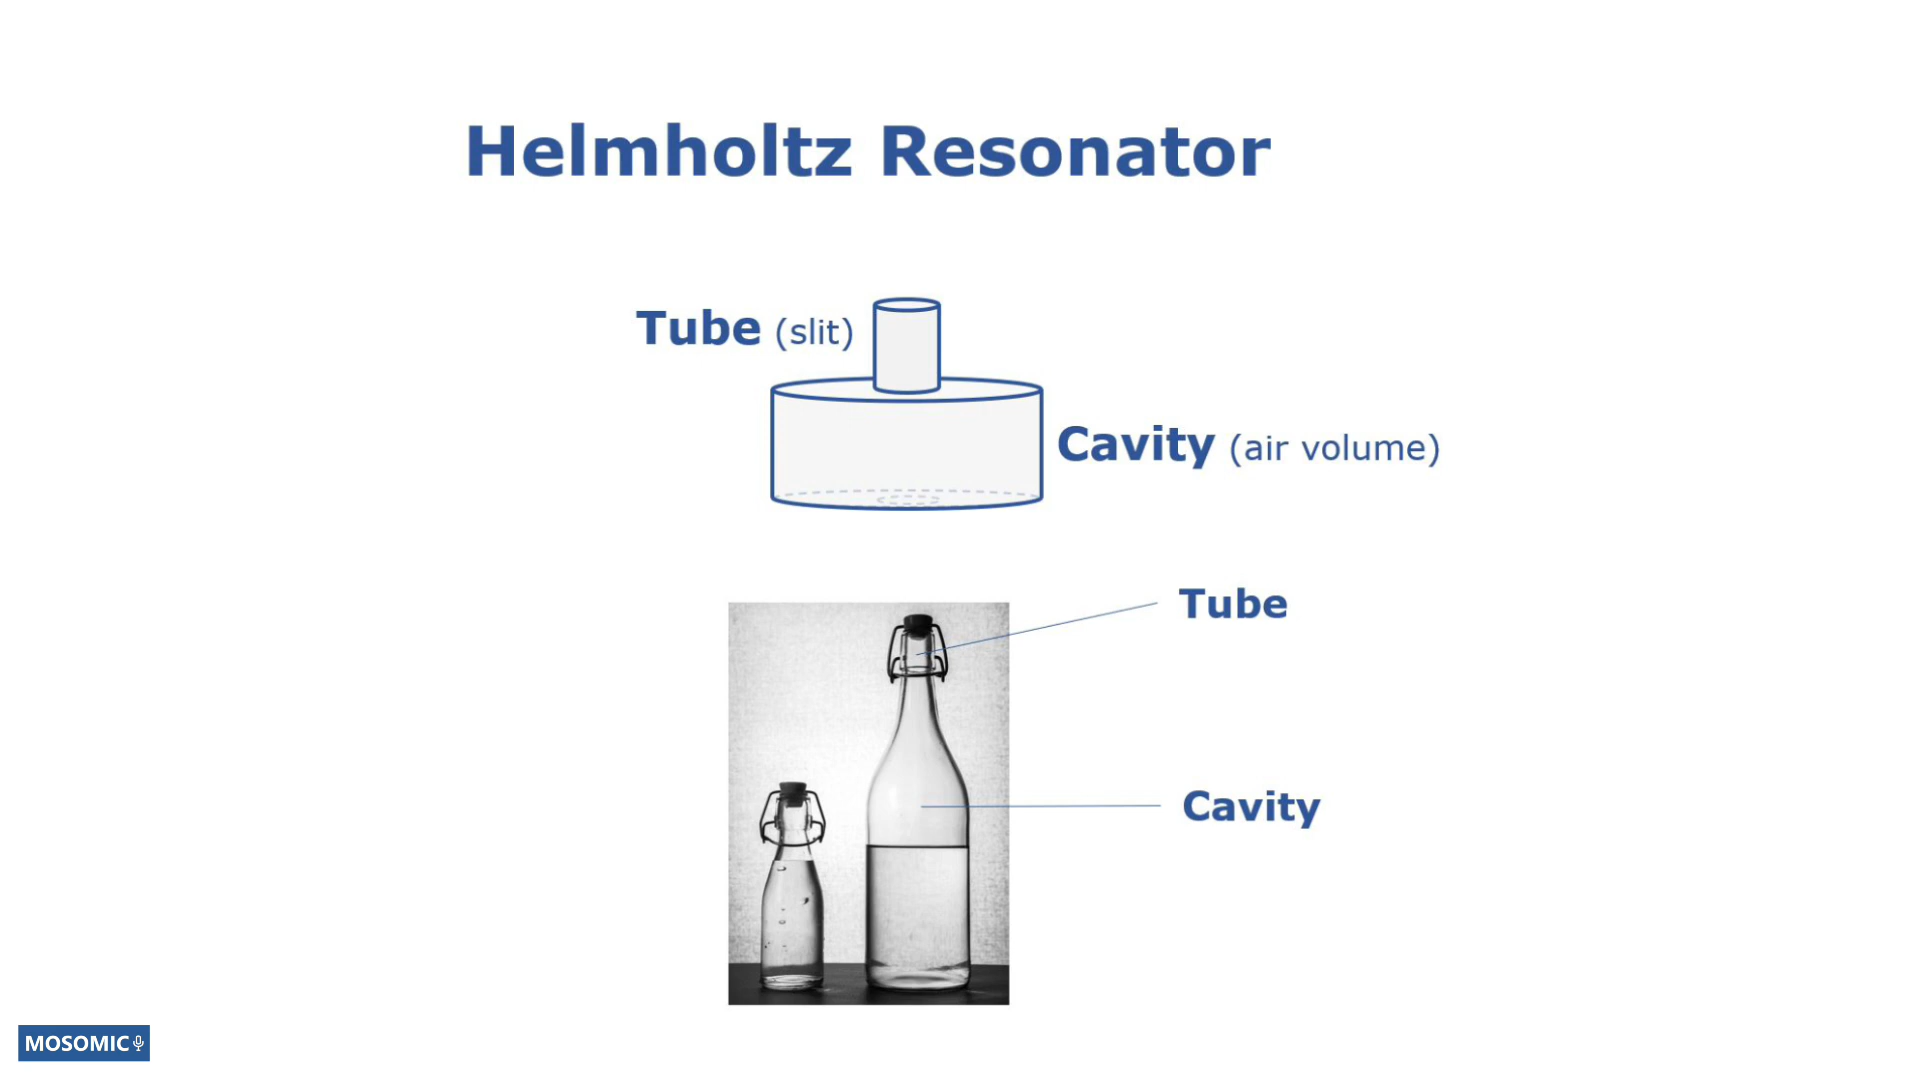 Helmholtz Resonator
Tube (slit)
Cavity (air volume)
Tube
Cavity
MOSOMIC